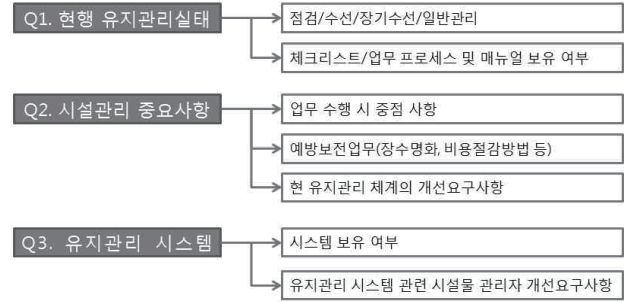 Q1. 현행 유지관리실태
점검/수선/장기수선/일반관리
체크리스트/업무 프로세스 및 매뉴얼 보유 여부
Q2. 시설관리 중요사항
업무 수행 시 중점 사항
예방보전업무(장수명화, 비용절감방법 등)
현 유지관리 체계의 개선요구사항
Q3. 유지관리 시스템
시스템 보유 여부
유지관리 시스템 관련 시설물 관리자 개선요구사항